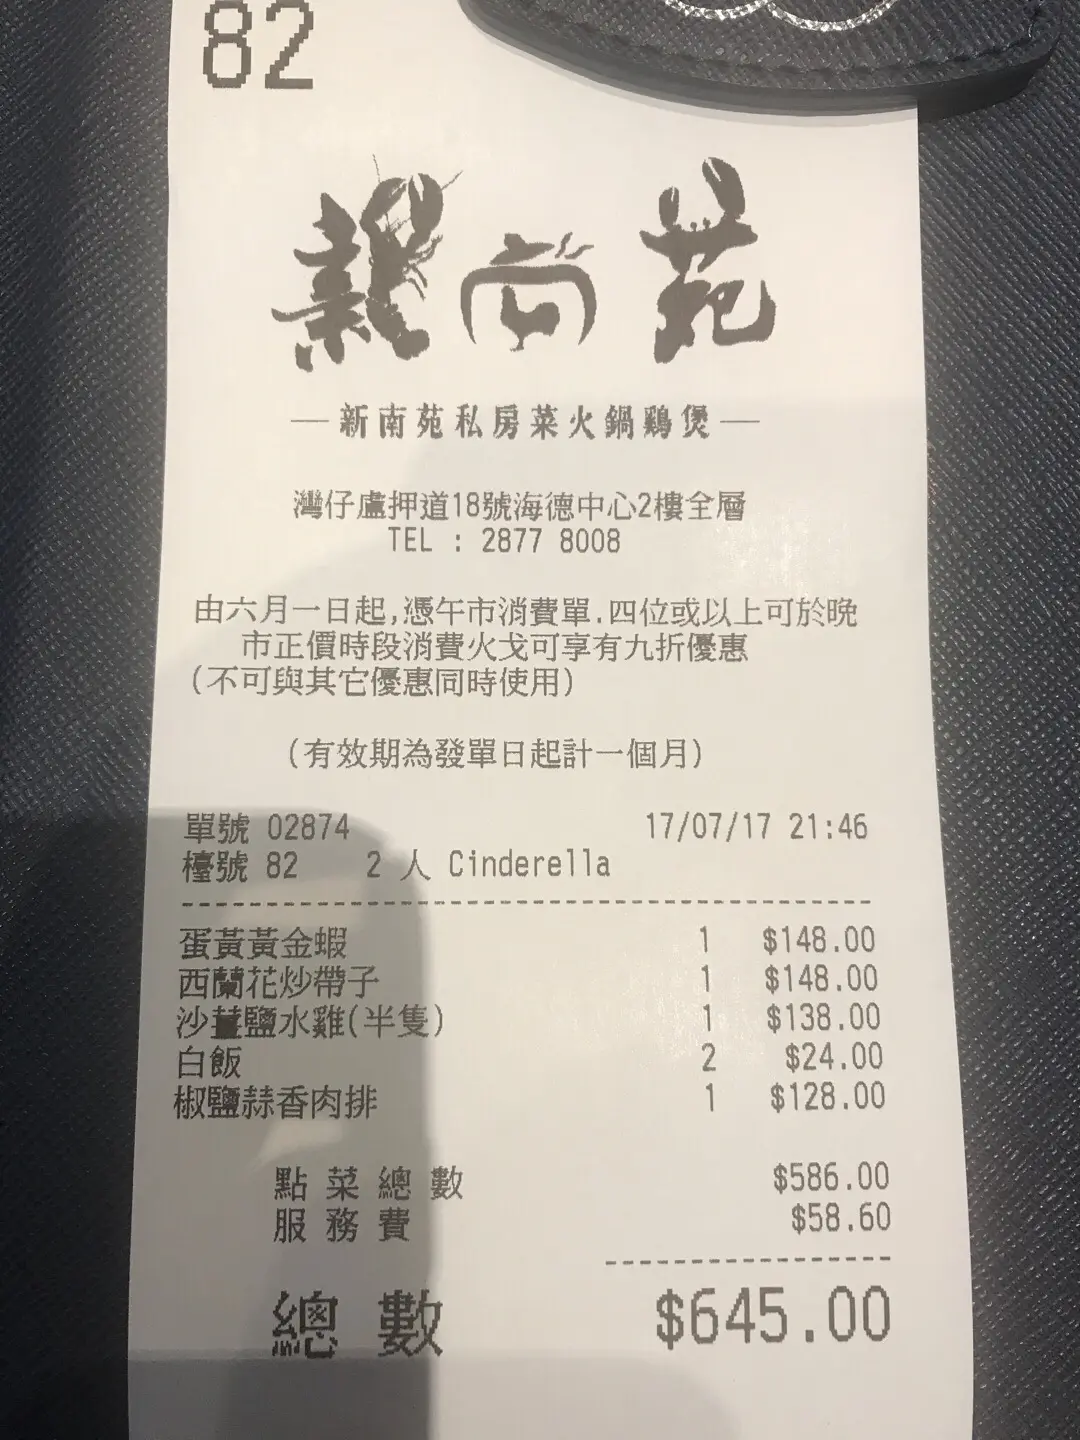 82
新南苑
新南苑私房菜火鍋鷄煲
灣仔盧押道18號海德中心2樓全層
TEL : 2877 8008
由六月一日起,憑午市消費單.四位或以上可於晚
市正價時段消費火戈可享有九折優惠
(不可與其它優惠同時使用)
(有效期為發單日起計一個月)
單號 02874 17/07/17 21:46
檯號 82 2 人 Cinderella
蛋黃黃金蝦 1 $148.00
西蘭花炒帶子 1 $148.00
沙薑鹽水雞(半隻) 1 $138.00
白飯 2 $24.00
椒鹽蒜香肉排 1 $128.00
點菜總數 $586.00
服務費 $58.60
總數 $645.00